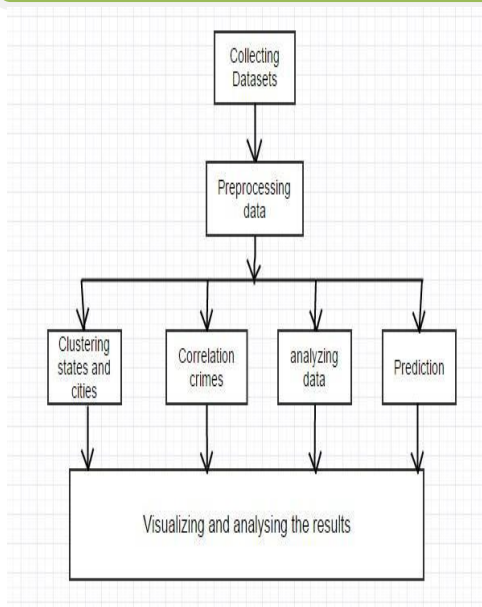 Collecting
Datasets
Preprocessing
data
Clustering
states and
cities
Correlation
crimes
analyzing
data
Prediction
Visualizing and analysing the results